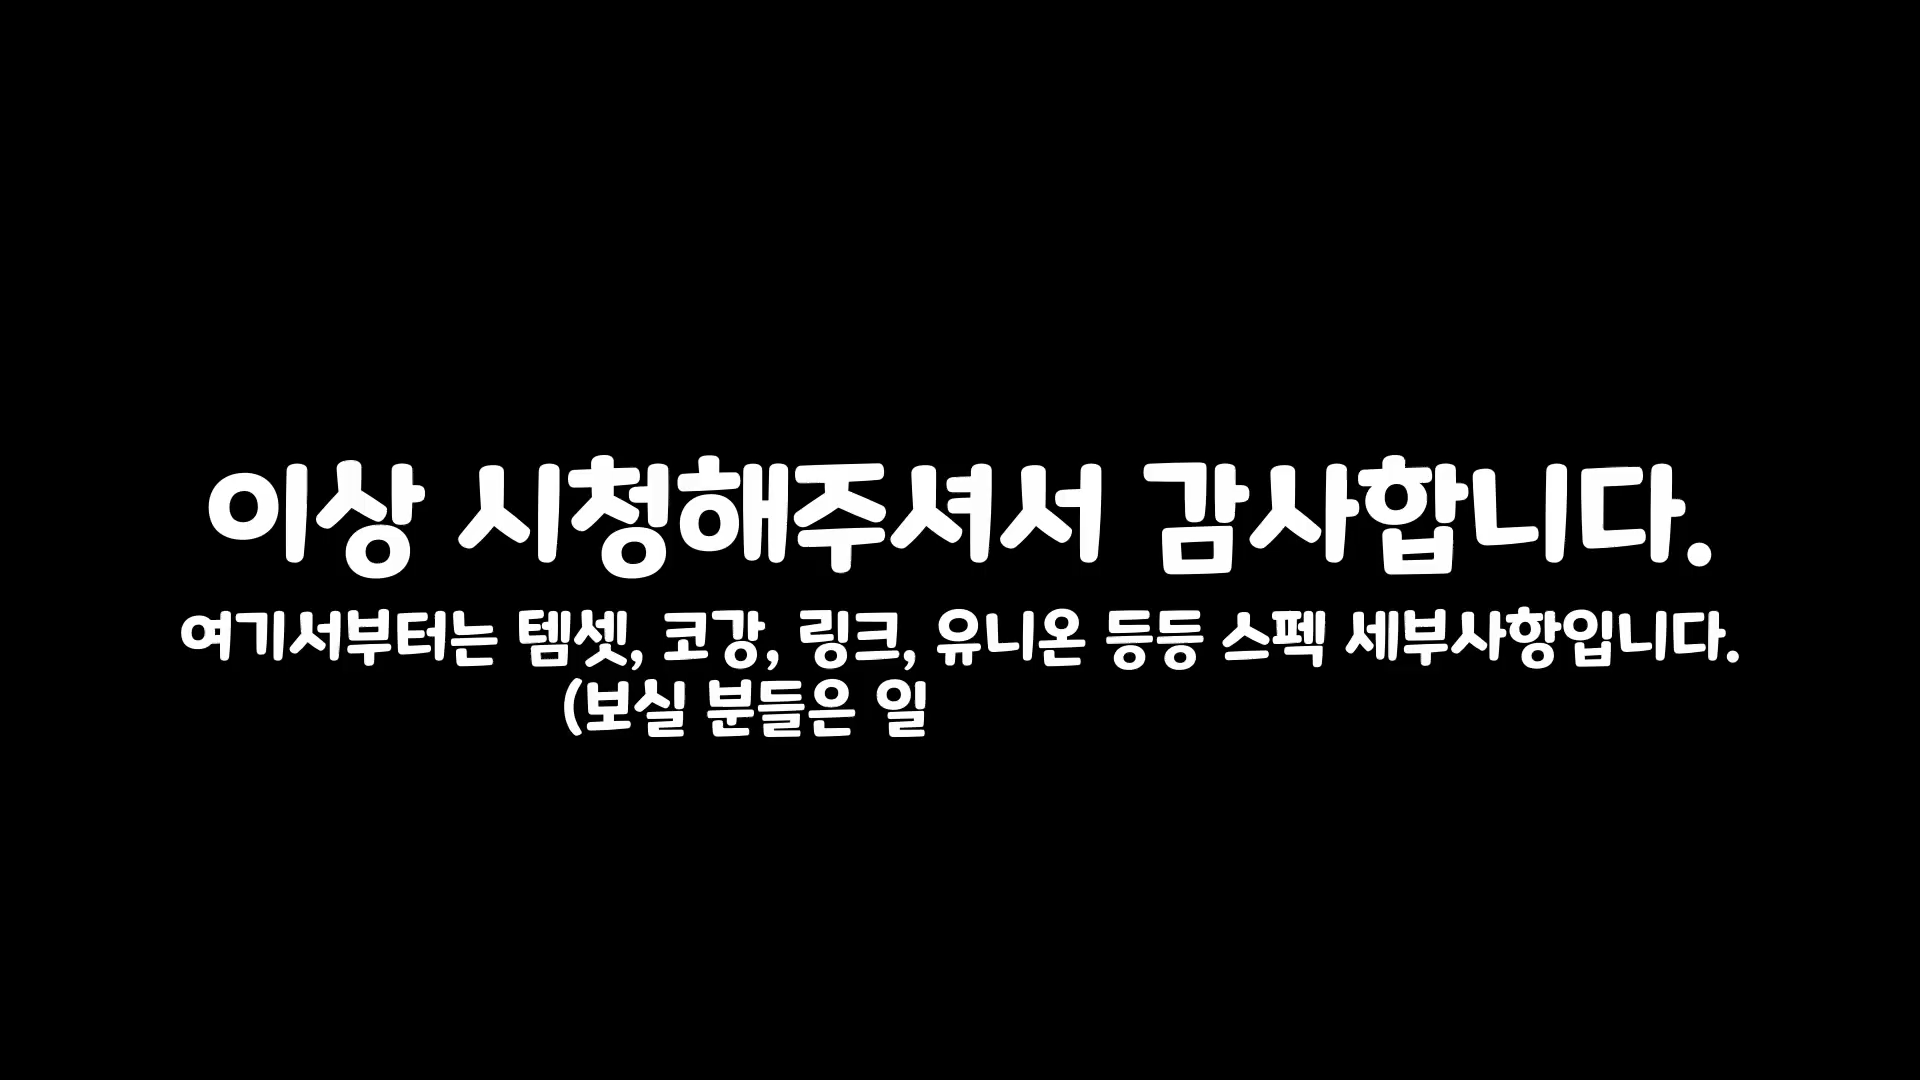 이상 시청해주셔서 감사합니다.
여기서부터는 템셋, 코강, 링크, 유니온 등등 스펙 세부사항입니다.
(보실 분들은 일